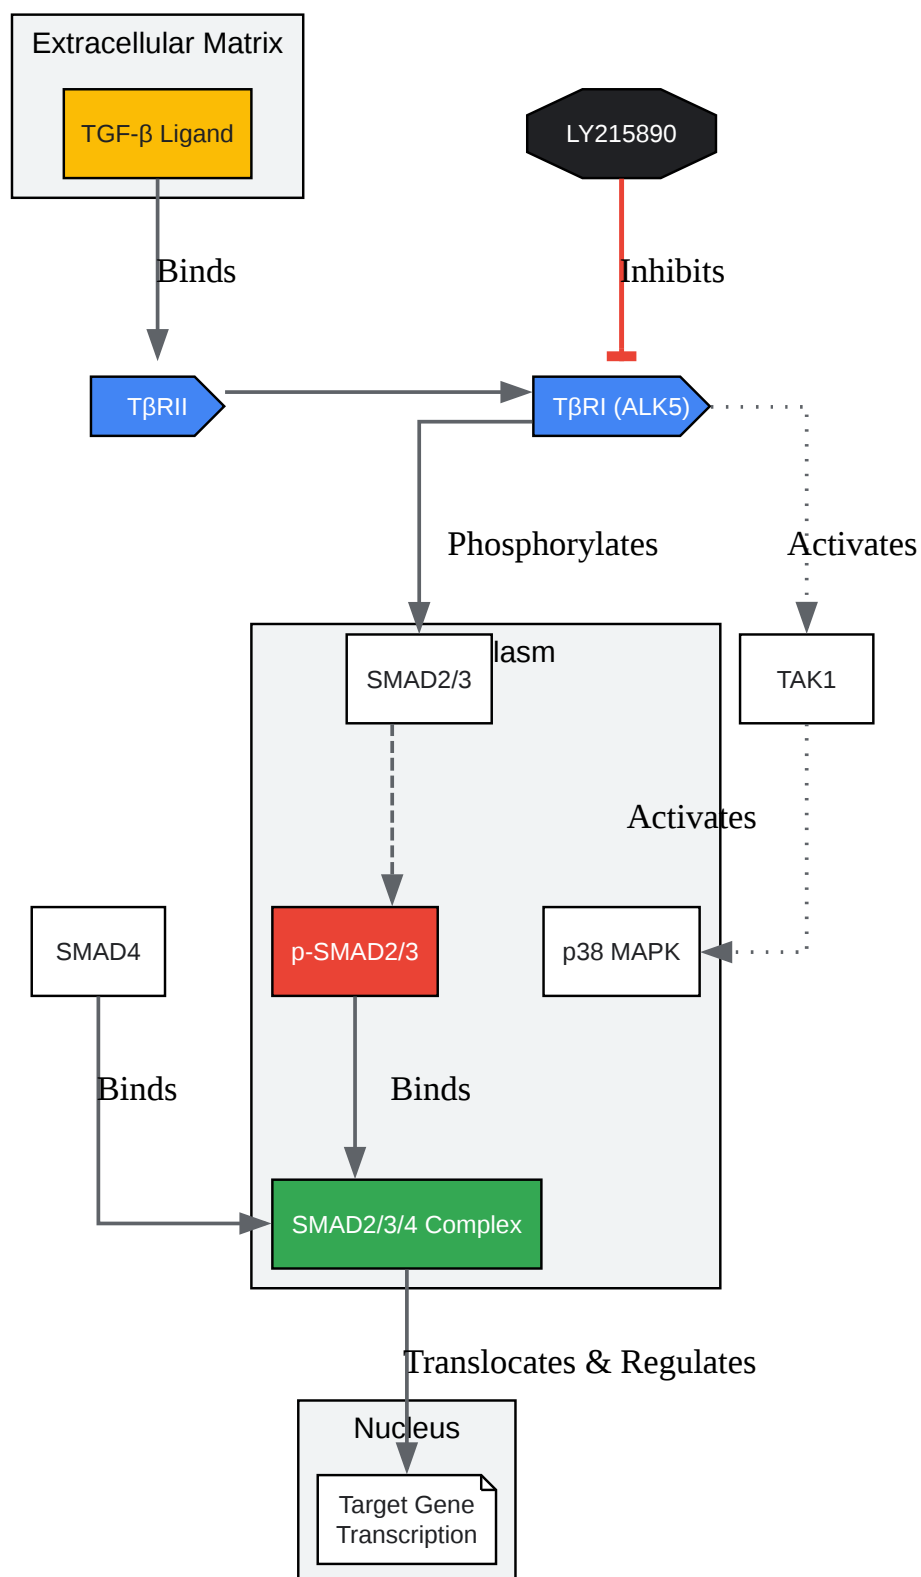 Extracellular Matrix
TGF-β Ligand
LY215890
Binds
Inhibits
TβRII
TβRI (ALK5)
Phosphorylates
Activates
lasm
SMAD2/3
TAK1
Activates
SMAD4
p-SMAD2/3
p38 MAPK
Binds
Binds
SMAD2/3/4 Complex
Translocates & Regulates
Nucleus
Target Gene
Transcription